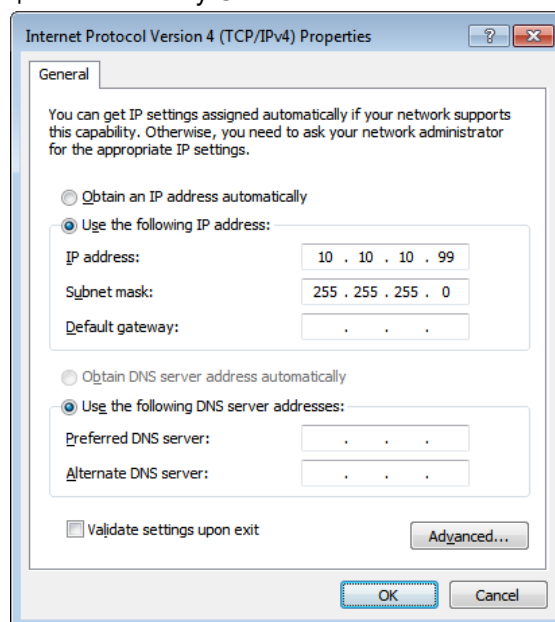 Internet Protocol Version 4 (TCP/IPv4) Properties
General
You can get IP settings assigned automatically if your network supports
this capability. Otherwise, you need to ask your network administrator
for the appropriate IP settings.
Obtain an IP address automatically
Use the following IP address:
IP address: 10 . 10 . 10 . 99
Subnet mask: 255 . 255 . 255 . 0
Default gateway: . . .
Obtain DNS server address automatically
Use the following DNS server addresses:
Preferred DNS server: . . .
Alternate DNS server: . . .
Validate settings upon exit
Advanced...
OK Cancel